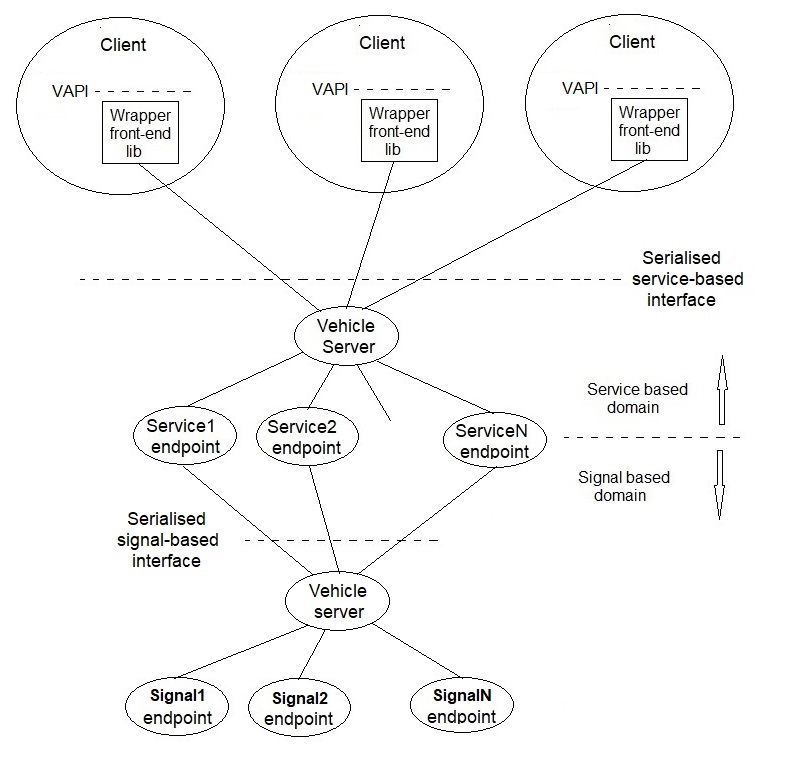 Client
Client
Client
VAPI
VAPI
VAPI
Wrapper
front-end
lib
Wrapper
front-end
lib
Wrapper
front-end
lib
Serialised
service-based
interface
Vehicle
Server
Service based
domain
Service1
endpoint
Service2
endpoint
ServiceN
endpoint
Signal based
domain
Serialised
signal-based
interface
Vehicle
server
Signal1
endpoint
Signal2
endpoint
SignalN
endpoint